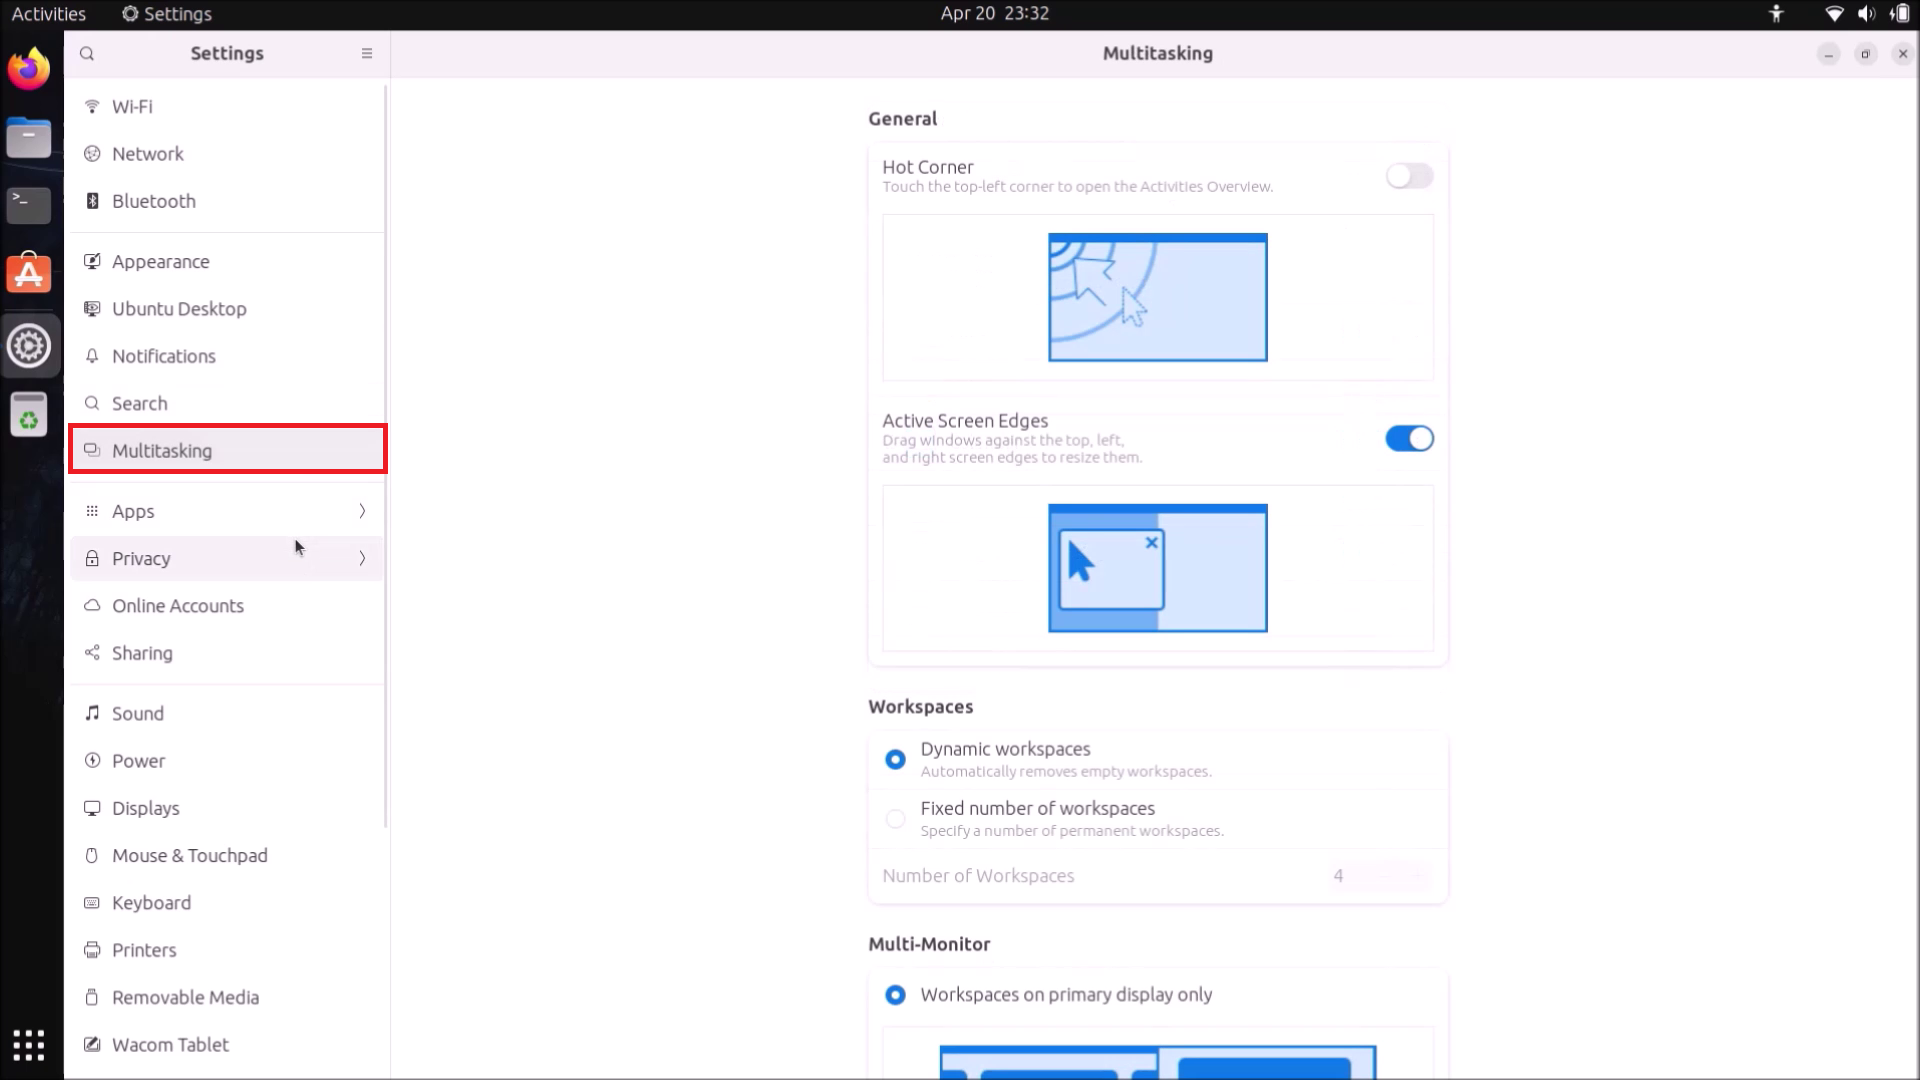 Activities
Settings
Apr 20 23:32
Settings
Multitasking
Wi-Fi
Network
Bluetooth
Appearance
Ubuntu Desktop
Notifications
Search
Multitasking
Apps
Privacy
Online Accounts
Sharing
Sound
Power
Displays
Mouse & Touchpad
Keyboard
Printers
Removable Media
Wacom Tablet
General
Hot Corner
Touch the top-left corner to open the Activities Overview.
Active Screen Edges
Drag windows against the top, left,
and right screen edges to resize them.
Workspaces
Dynamic workspaces
Automatically removes empty workspaces.
Fixed number of workspaces
Specify a number of permanent workspaces.
Number of Workspaces
4
Multi-Monitor
Workspaces on primary display only